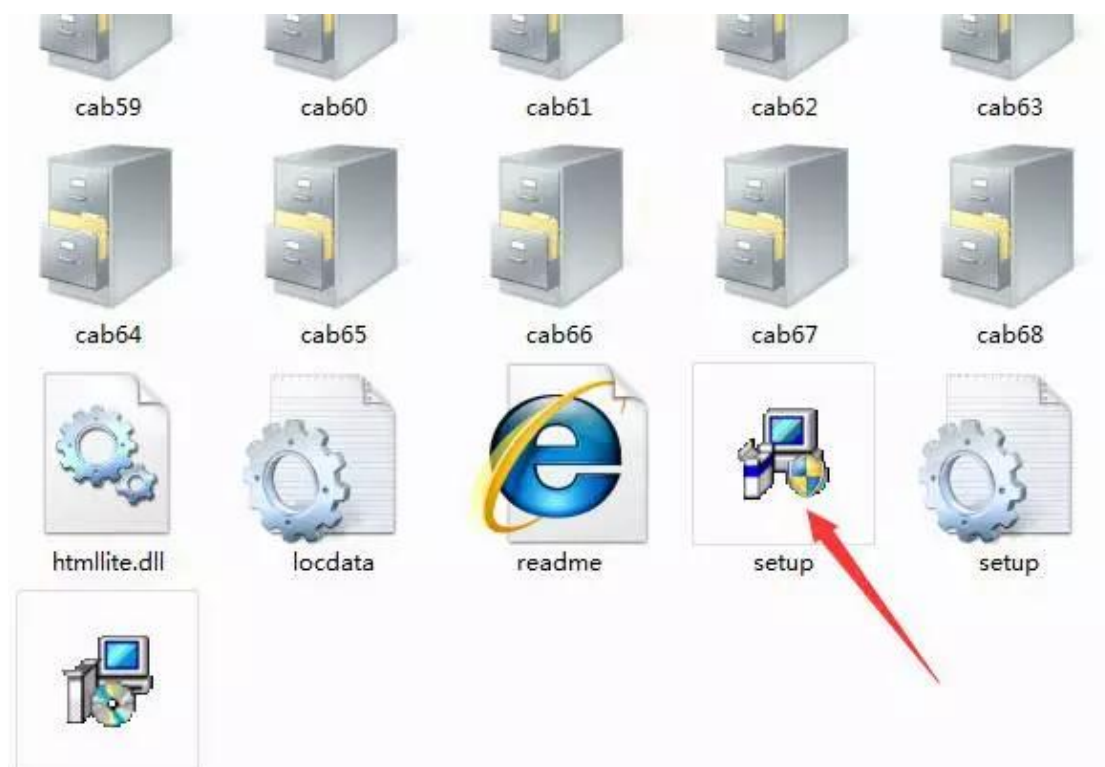 cab59 cab60 cab61 cab62 cab63
cab64 cab65 cab66 cab67 cab68
htmllite.dll locdata readme setup setup